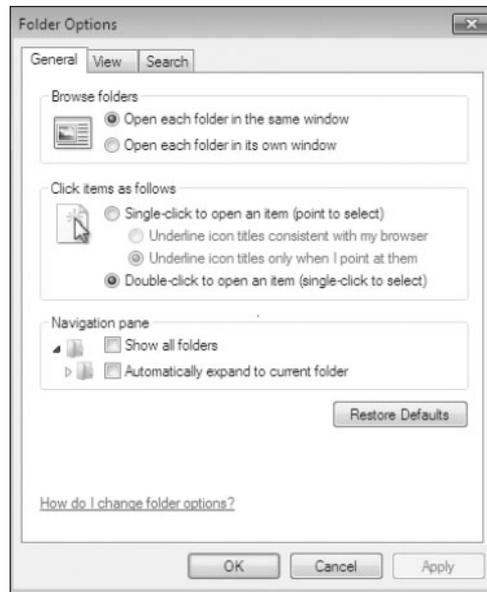 Folder Options
General View Search
Browse folders
Open each folder in the same window
Open each folder in its own window
Click items as follows
Single-click to open an item (point to select)
Underline icon titles consistent with my browser
Underline icon titles only when I point at them
Double-click to open an item (single-click to select)
Navigation pane
Show all folders
Automatically expand to current folder
Restore Defaults
How do I change folder options?
OK Cancel Apply